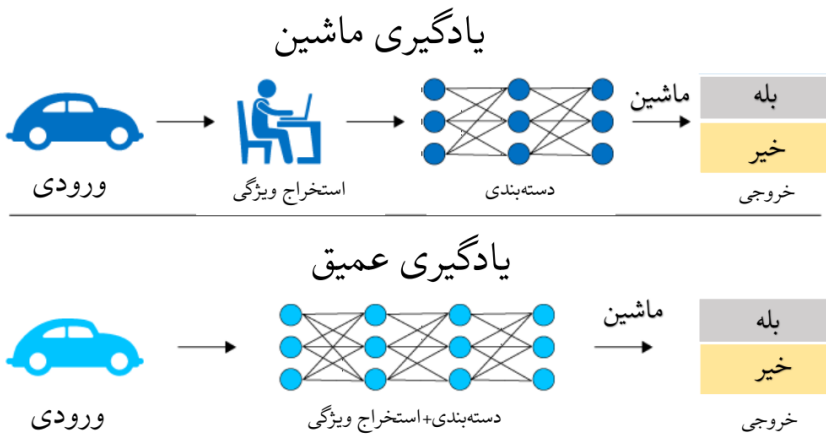 یادگیری ماشین
ماشین
بله
خیر
ورودی
استخراج ویژگی
دسته‌بندی
خروجی
یادگیری عمیق
ماشین
بله
خیر
ورودی
دسته‌بندی+استخراج ویژگی
خروجی